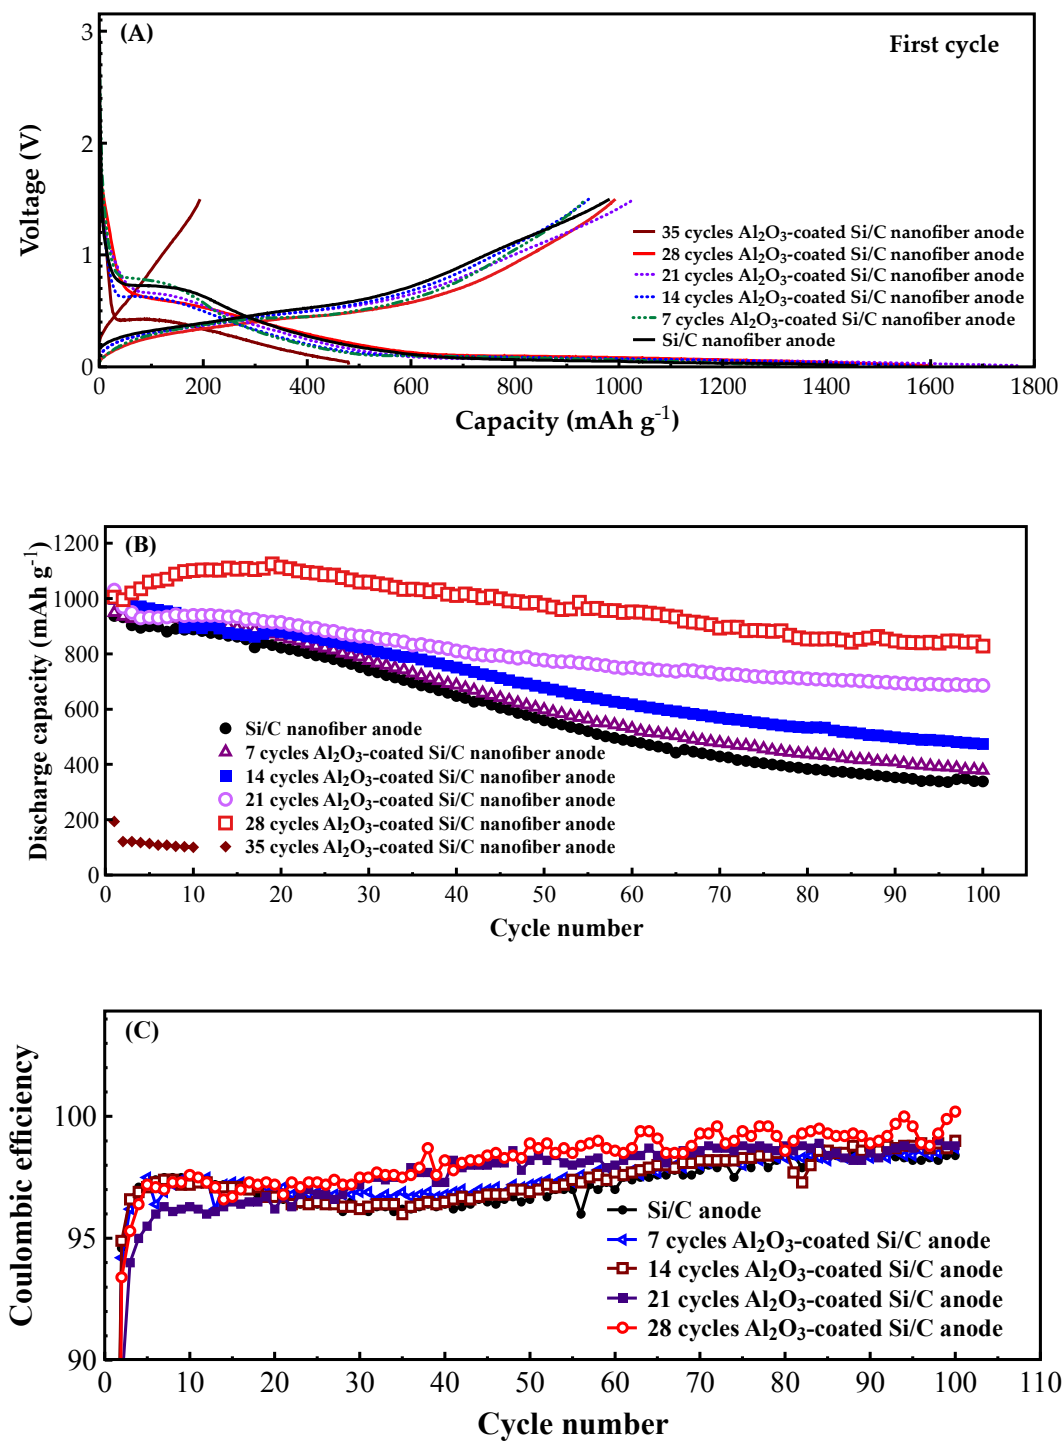 (A)
First cycle
3
2
1
0
Voltage (V)
35 cycles Al₂O₃-coated Si/C nanofiber anode
28 cycles Al₂O₃-coated Si/C nanofiber anode
21 cycles Al₂O₃-coated Si/C nanofiber anode
14 cycles Al₂O₃-coated Si/C nanofiber anode
7 cycles Al₂O₃-coated Si/C nanofiber anode
Si/C nanofiber anode
0 200 400 600 800 1000 1200 1400 1600 1800
Capacity (mAh g⁻¹)
(B)
1200
1000
800
600
400
200
0
Discharge capacity (mAh g⁻¹)
Si/C nanofiber anode
7 cycles Al₂O₃-coated Si/C nanofiber anode
14 cycles Al₂O₃-coated Si/C nanofiber anode
21 cycles Al₂O₃-coated Si/C nanofiber anode
28 cycles Al₂O₃-coated Si/C nanofiber anode
35 cycles Al₂O₃-coated Si/C nanofiber anode
0 10 20 30 40 50 60 70 80 90 100
Cycle number
(C)
100
95
90
Coulombic efficiency
Si/C anode
7 cycles Al₂O₃-coated Si/C anode
14 cycles Al₂O₃-coated Si/C anode
21 cycles Al₂O₃-coated Si/C anode
28 cycles Al₂O₃-coated Si/C anode
0 10 20 30 40 50 60 70 80 90 100 110
Cycle number